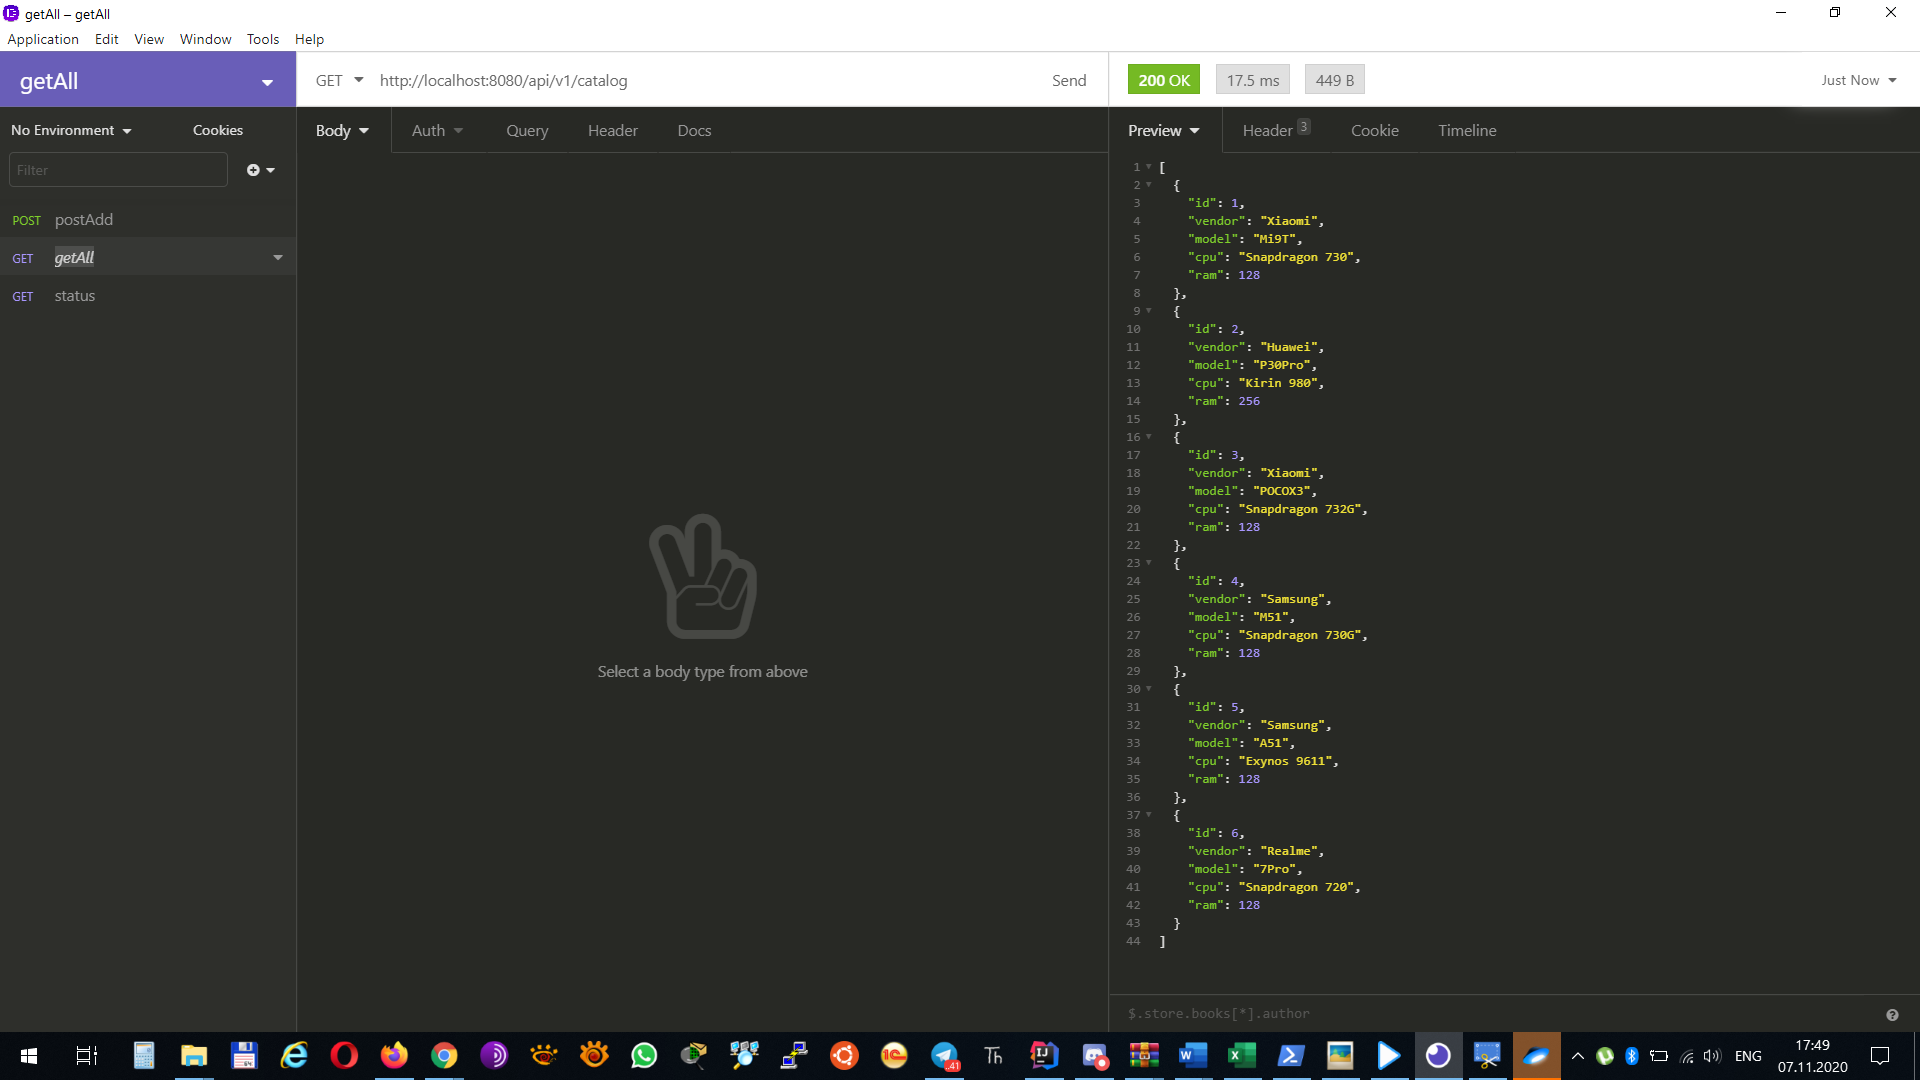 getAll – getAll
Application Edit View Window Tools Help
getAll
GET http://localhost:8080/api/v1/catalog Send
200 OK 17.5 ms 449 B Just Now
No Environment Cookies
Body Auth Query Header Docs
Preview Header 3 Cookie Timeline
Filter
POST postAdd
GET getAll
GET status
Select a body type from above
1 [
2 {
3 "id": 1,
4 "vendor": "Xiaomi",
5 "model": "Mi9T",
6 "cpu": "Snapdragon 730",
7 "ram": 128
8 },
9 {
10 "id": 2,
11 "vendor": "Huawei",
12 "model": "P30Pro",
13 "cpu": "Kirin 980",
14 "ram": 256
15 },
16 {
17 "id": 3,
18 "vendor": "Xiaomi",
19 "model": "POCOX3",
20 "cpu": "Snapdragon 732G",
21 "ram": 128
22 },
23 {
24 "id": 4,
25 "vendor": "Samsung",
26 "model": "M51",
27 "cpu": "Snapdragon 730G",
28 "ram": 128
29 },
30 {
31 "id": 5,
32 "vendor": "Samsung",
33 "model": "A51",
34 "cpu": "Exynos 9611",
35 "ram": 128
36 },
37 {
38 "id": 6,
39 "vendor": "Realme",
40 "model": "7Pro",
41 "cpu": "Snapdragon 720",
42 "ram": 128
43 }
44 ]
$.store.books[*].author
Th
41
ENG
17:49
07.11.2020